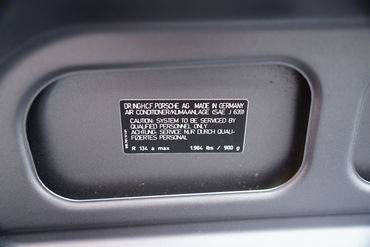 DR.ING.H.C.F. PORSCHE AG MADE IN GERMANY
AIR CONDITIONER/KLIMAANLAGE (SAE J 639)
CAUTION: SYSTEM TO BE SERVICED BY
QUALIFIED PERSONNEL ONLY
ACHTUNG: SERVICE NUR DURCH QUALI-
FIZIERTES PERSONAL
R 134 a max 1.984 lbs / 900 g